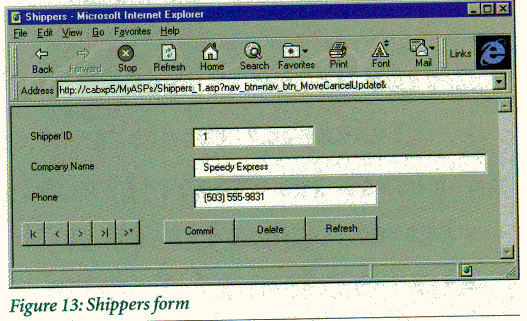 Shippers - Microsoft Internet Explorer
File Edit View Go Favorites Help
Back Forward Stop Refresh Home Search Favorites Print Font Mail Links
Address http://cabxp5/MyASPs/Shippers_1.asp?nav_btn=nav_btn_MoveCancelUpdate&
Shipper ID 1
Company Name Speedy Express
Phone (503) 555-9831
|< < > >| >* Commit Delete Refresh
Figure 13: Shippers form